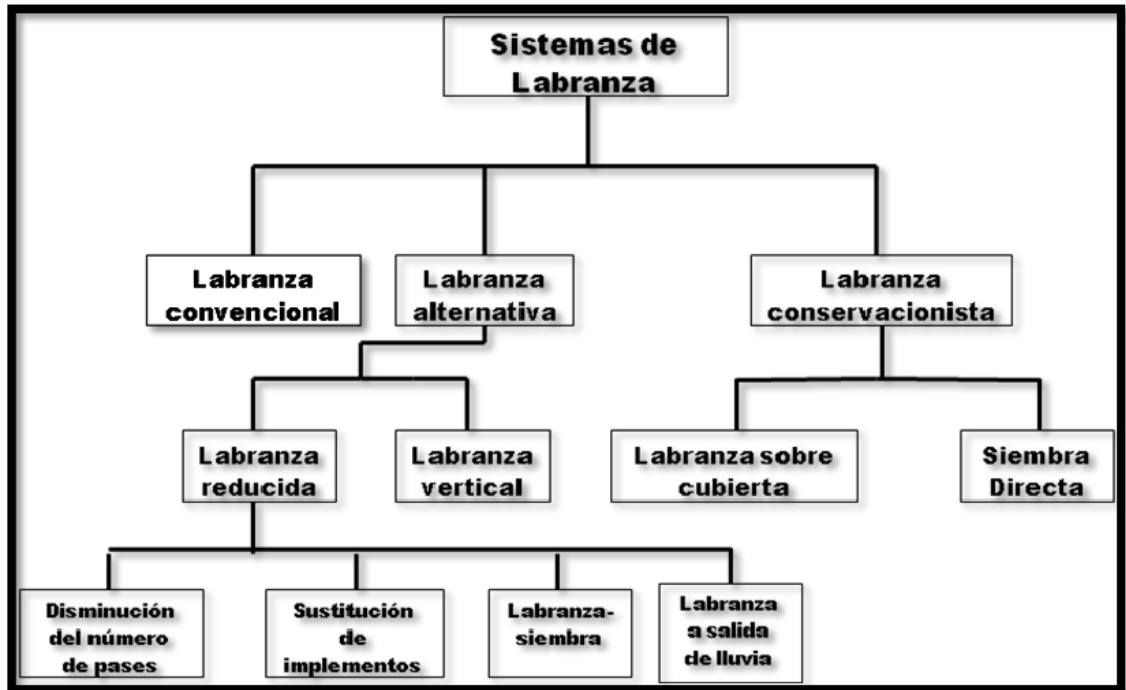 Sistemas de
Labranza
Labranza
convencional
Labranza
alternativa
Labranza
conservacionista
Labranza
reducida
Labranza
vertical
Labranza sobre
cubierta
Siembra
Directa
Disminución
del número
de pases
Sustitución
de
implementos
Labranza-
siembra
Labranza
a salida
de lluvia